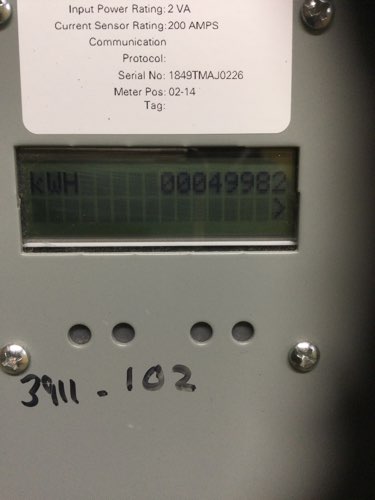 Input Power Rating: 2 VA
Current Sensor Rating: 200 AMPS
Communication
Protocol:
Serial No: 1849TMAJ0226
Meter Pos: 02-14
Tag:
kWH 00049982
>
3911-102